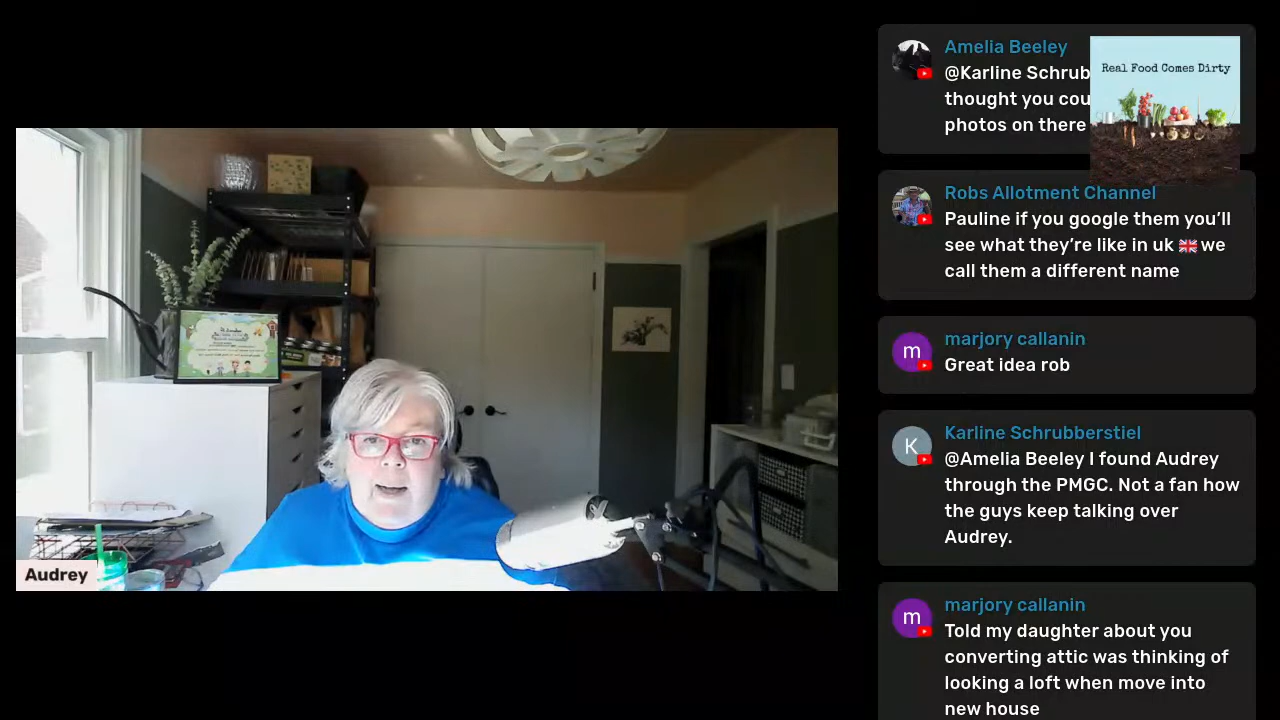 Amelia Beeley
@Karline Schrub
thought you cou
photos on there
Real Food Comes Dirty
Robs Allotment Channel
Pauline if you google them you’ll
see what they’re like in uk 🇬🇧 we
call them a different name
m
marjory callanin
Great idea rob
K
Karline Schrubberstiel
@Amelia Beeley I found Audrey
through the PMGC. Not a fan how
the guys keep talking over
Audrey.
m
marjory callanin
Told my daughter about you
converting attic was thinking of
looking a loft when move into
new house
Audrey